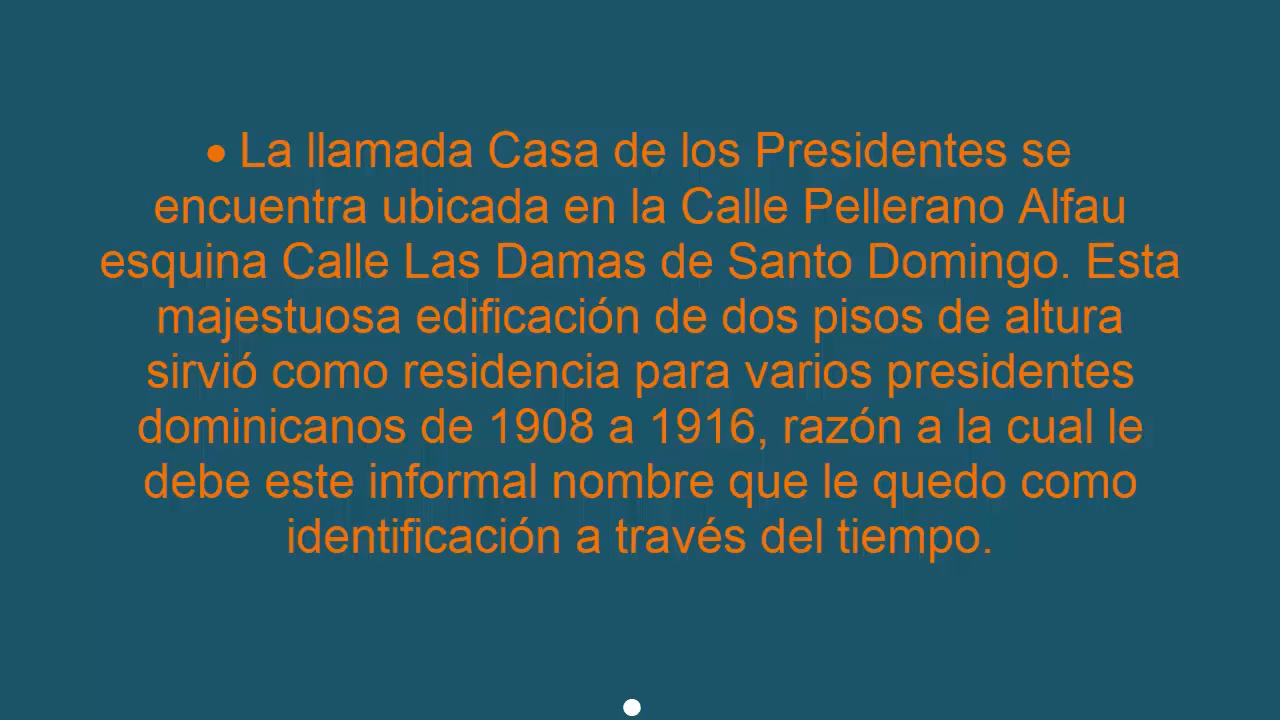 • La llamada Casa de los Presidentes se
encuentra ubicada en la Calle Pellerano Alfau
esquina Calle Las Damas de Santo Domingo. Esta
majestuosa edificación de dos pisos de altura
sirvió como residencia para varios presidentes
dominicanos de 1908 a 1916, razón a la cual le
debe este informal nombre que le quedo como
identificación a través del tiempo.